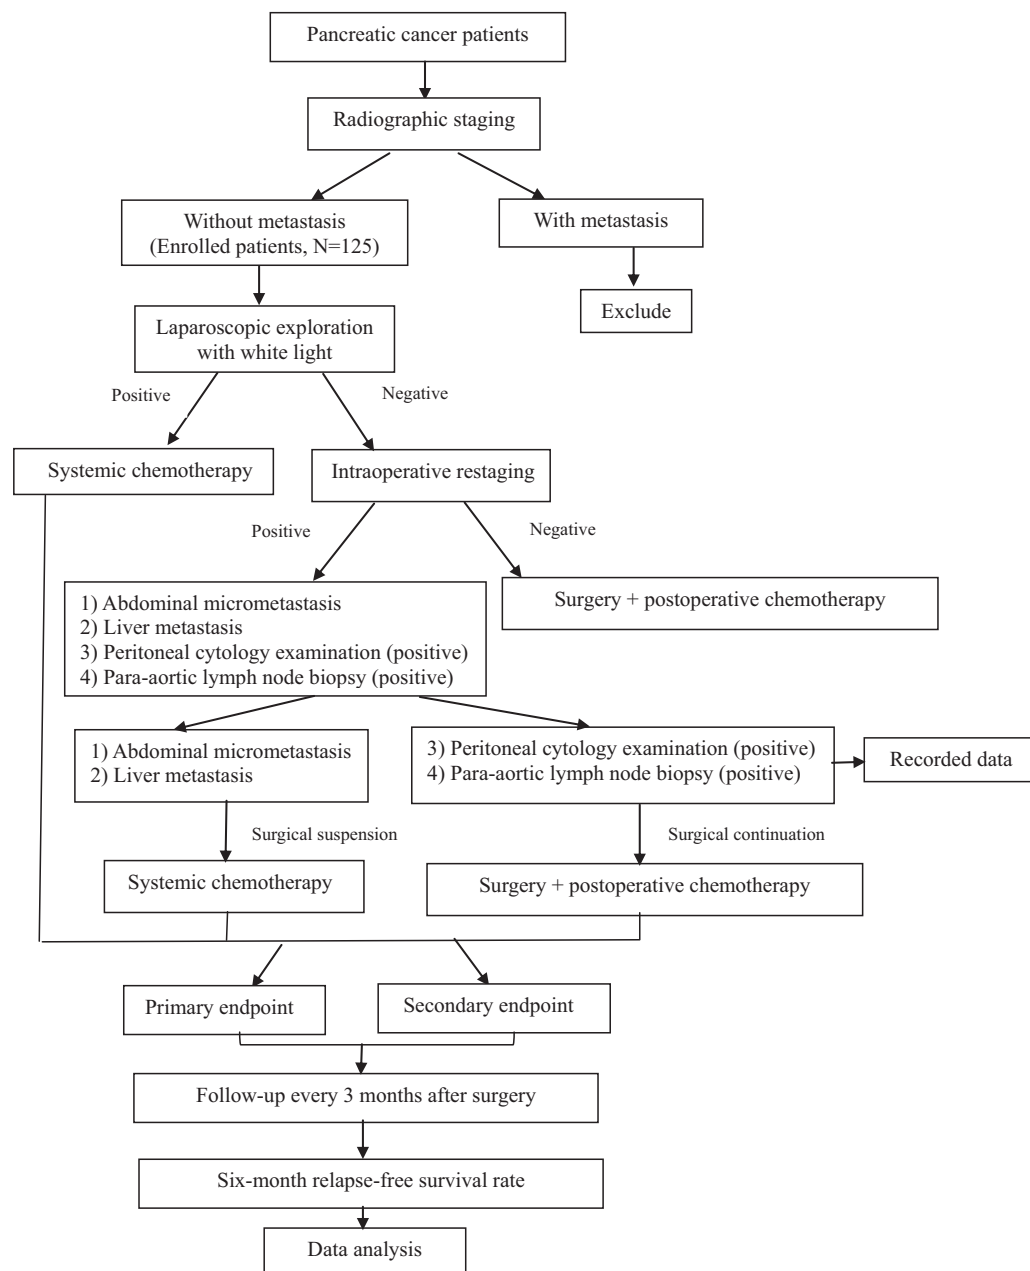 Pancreatic cancer patients
Radiographic staging
Without metastasis
(Enrolled patients, N=125)
With metastasis
Exclude
Laparoscopic exploration
with white light
Positive
Negative
Systemic chemotherapy
Intraoperative restaging
Positive
Negative
1) Abdominal micrometastasis
2) Liver metastasis
3) Peritoneal cytology examination (positive)
4) Para-aortic lymph node biopsy (positive)
Surgery + postoperative chemotherapy
1) Abdominal micrometastasis
2) Liver metastasis
3) Peritoneal cytology examination (positive)
4) Para-aortic lymph node biopsy (positive)
Recorded data
Surgical suspension
Surgical continuation
Systemic chemotherapy
Surgery + postoperative chemotherapy
Primary endpoint
Secondary endpoint
Follow-up every 3 months after surgery
Six-month relapse-free survival rate
Data analysis